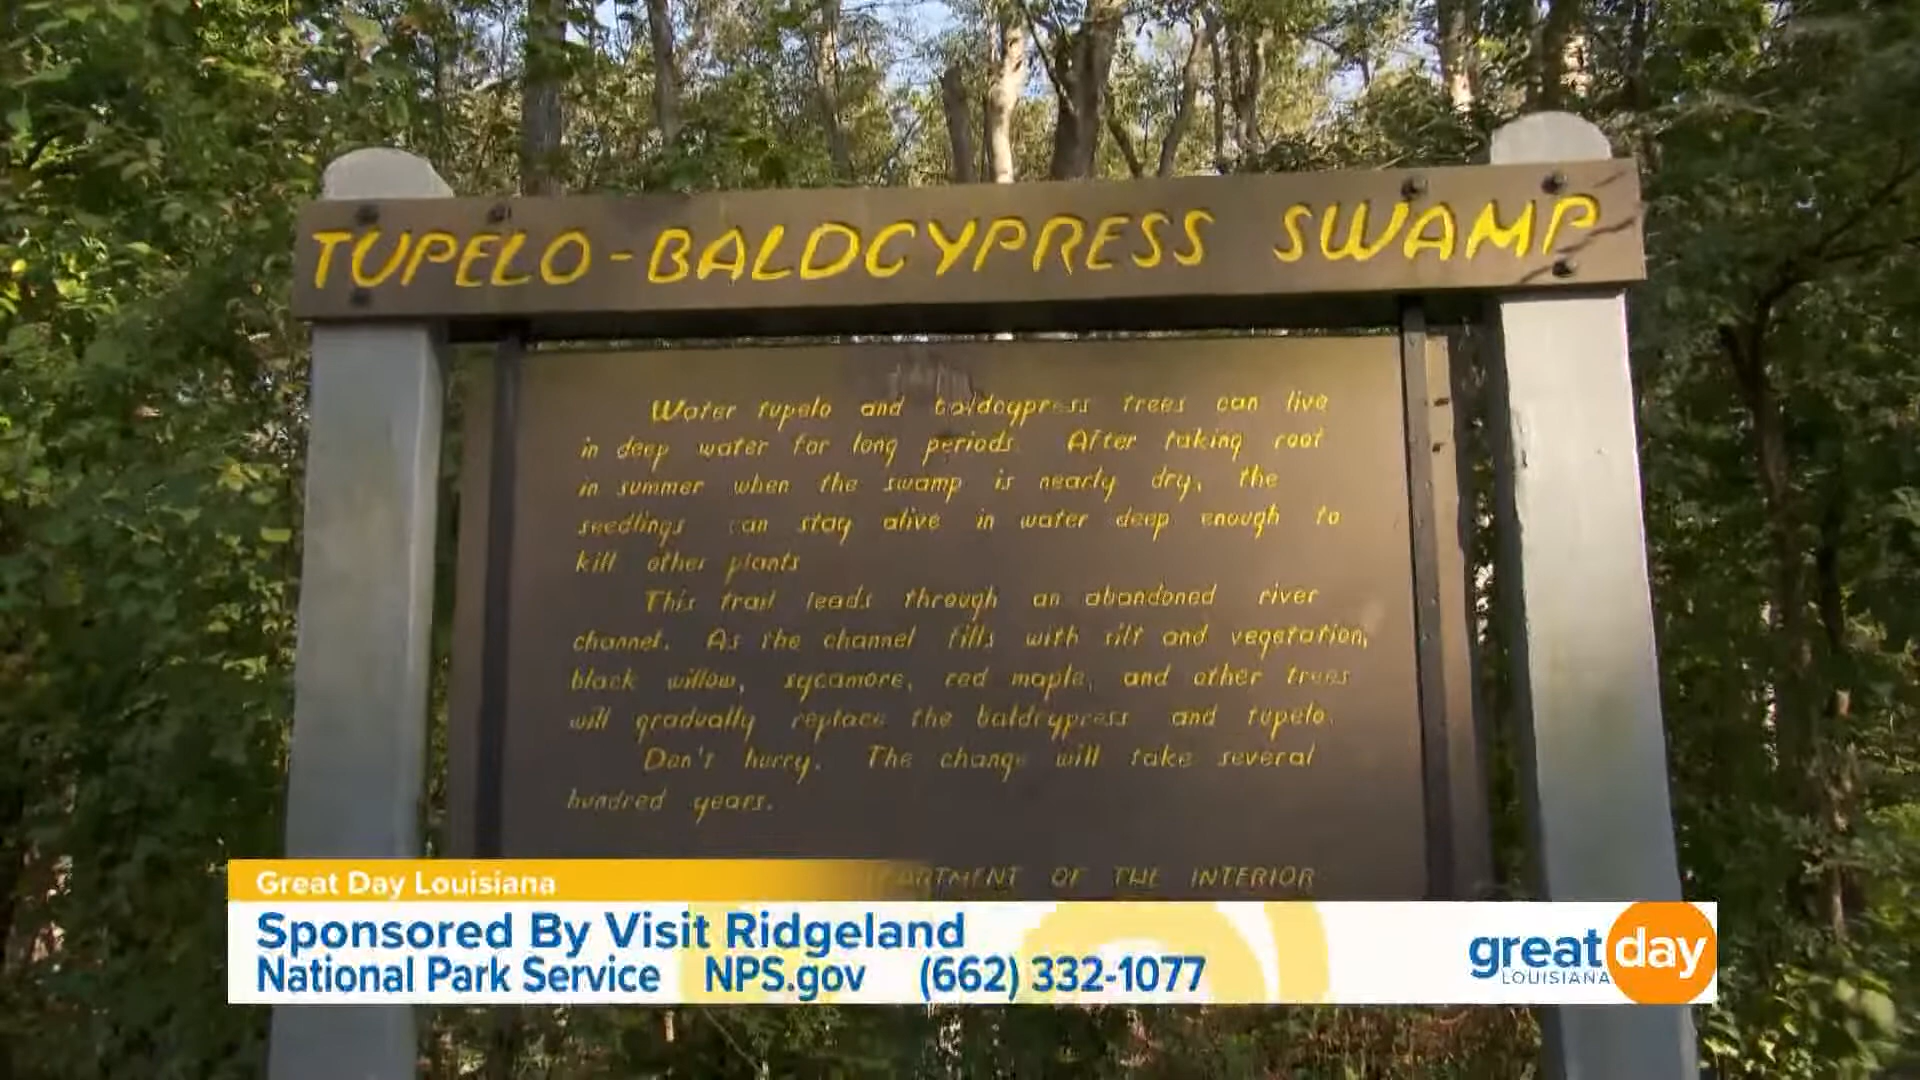 TUPELO-BALDCYPRESS SWAMP
Water tupelo and baldcypress trees can live
in deep water for long periods. After taking root
in summer when the swamp is nearly dry, the
seedlings can stay alive in water deep enough to
kill other plants
This trail leads through an abandoned river
channel. As the channel fills with silt and vegetation,
black willow, sycamore, red maple, and other trees
will gradually replace the baldcypress and tupelo.
Don't hurry. The change will take several
hundred years.
OF THE INTERIOR
Great Day Louisiana
Sponsored By Visit Ridgeland
National Park Service NPS.gov (662) 332-1077
great day
LOUISIANA